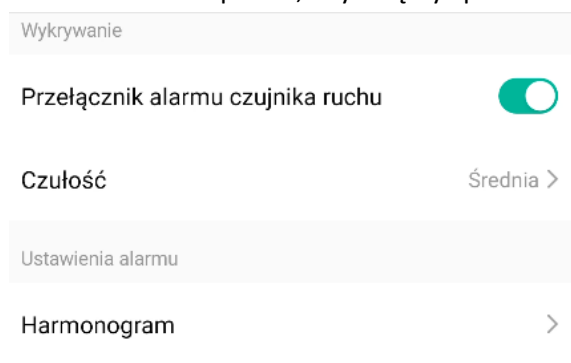 Wykrywanie
Przełącznik alarmu czujnika ruchu
Czułość
Średnia >
Ustawienia alarmu
Harmonogram
>